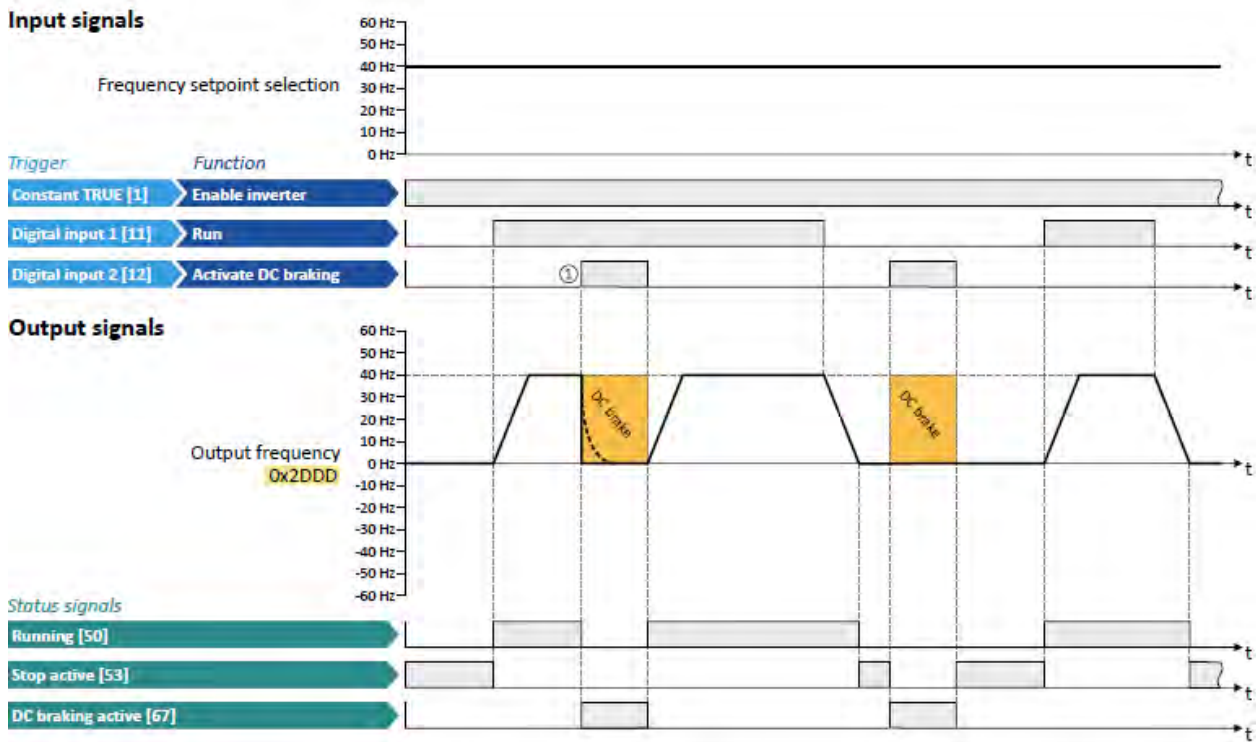 Input signals
60 Hz
50 Hz
40 Hz
Frequency setpoint selection
30 Hz
20 Hz
10 Hz
0 Hz
t
Trigger
Function
Constant TRUE [1]
Enable inverter
t
Digital input 1 [11]
Run
t
Digital input 2 [12]
Activate DC braking
①
t
Output signals
60 Hz
50 Hz
40 Hz
30 Hz
20 Hz
10 Hz
DC brake
DC brake
Output frequency
0 Hz
t
0x2DDD
-10 Hz
-20 Hz
-30 Hz
-40 Hz
-50 Hz
-60 Hz
Status signals
Running [50]
t
Stop active [53]
t
DC braking active [67]
t